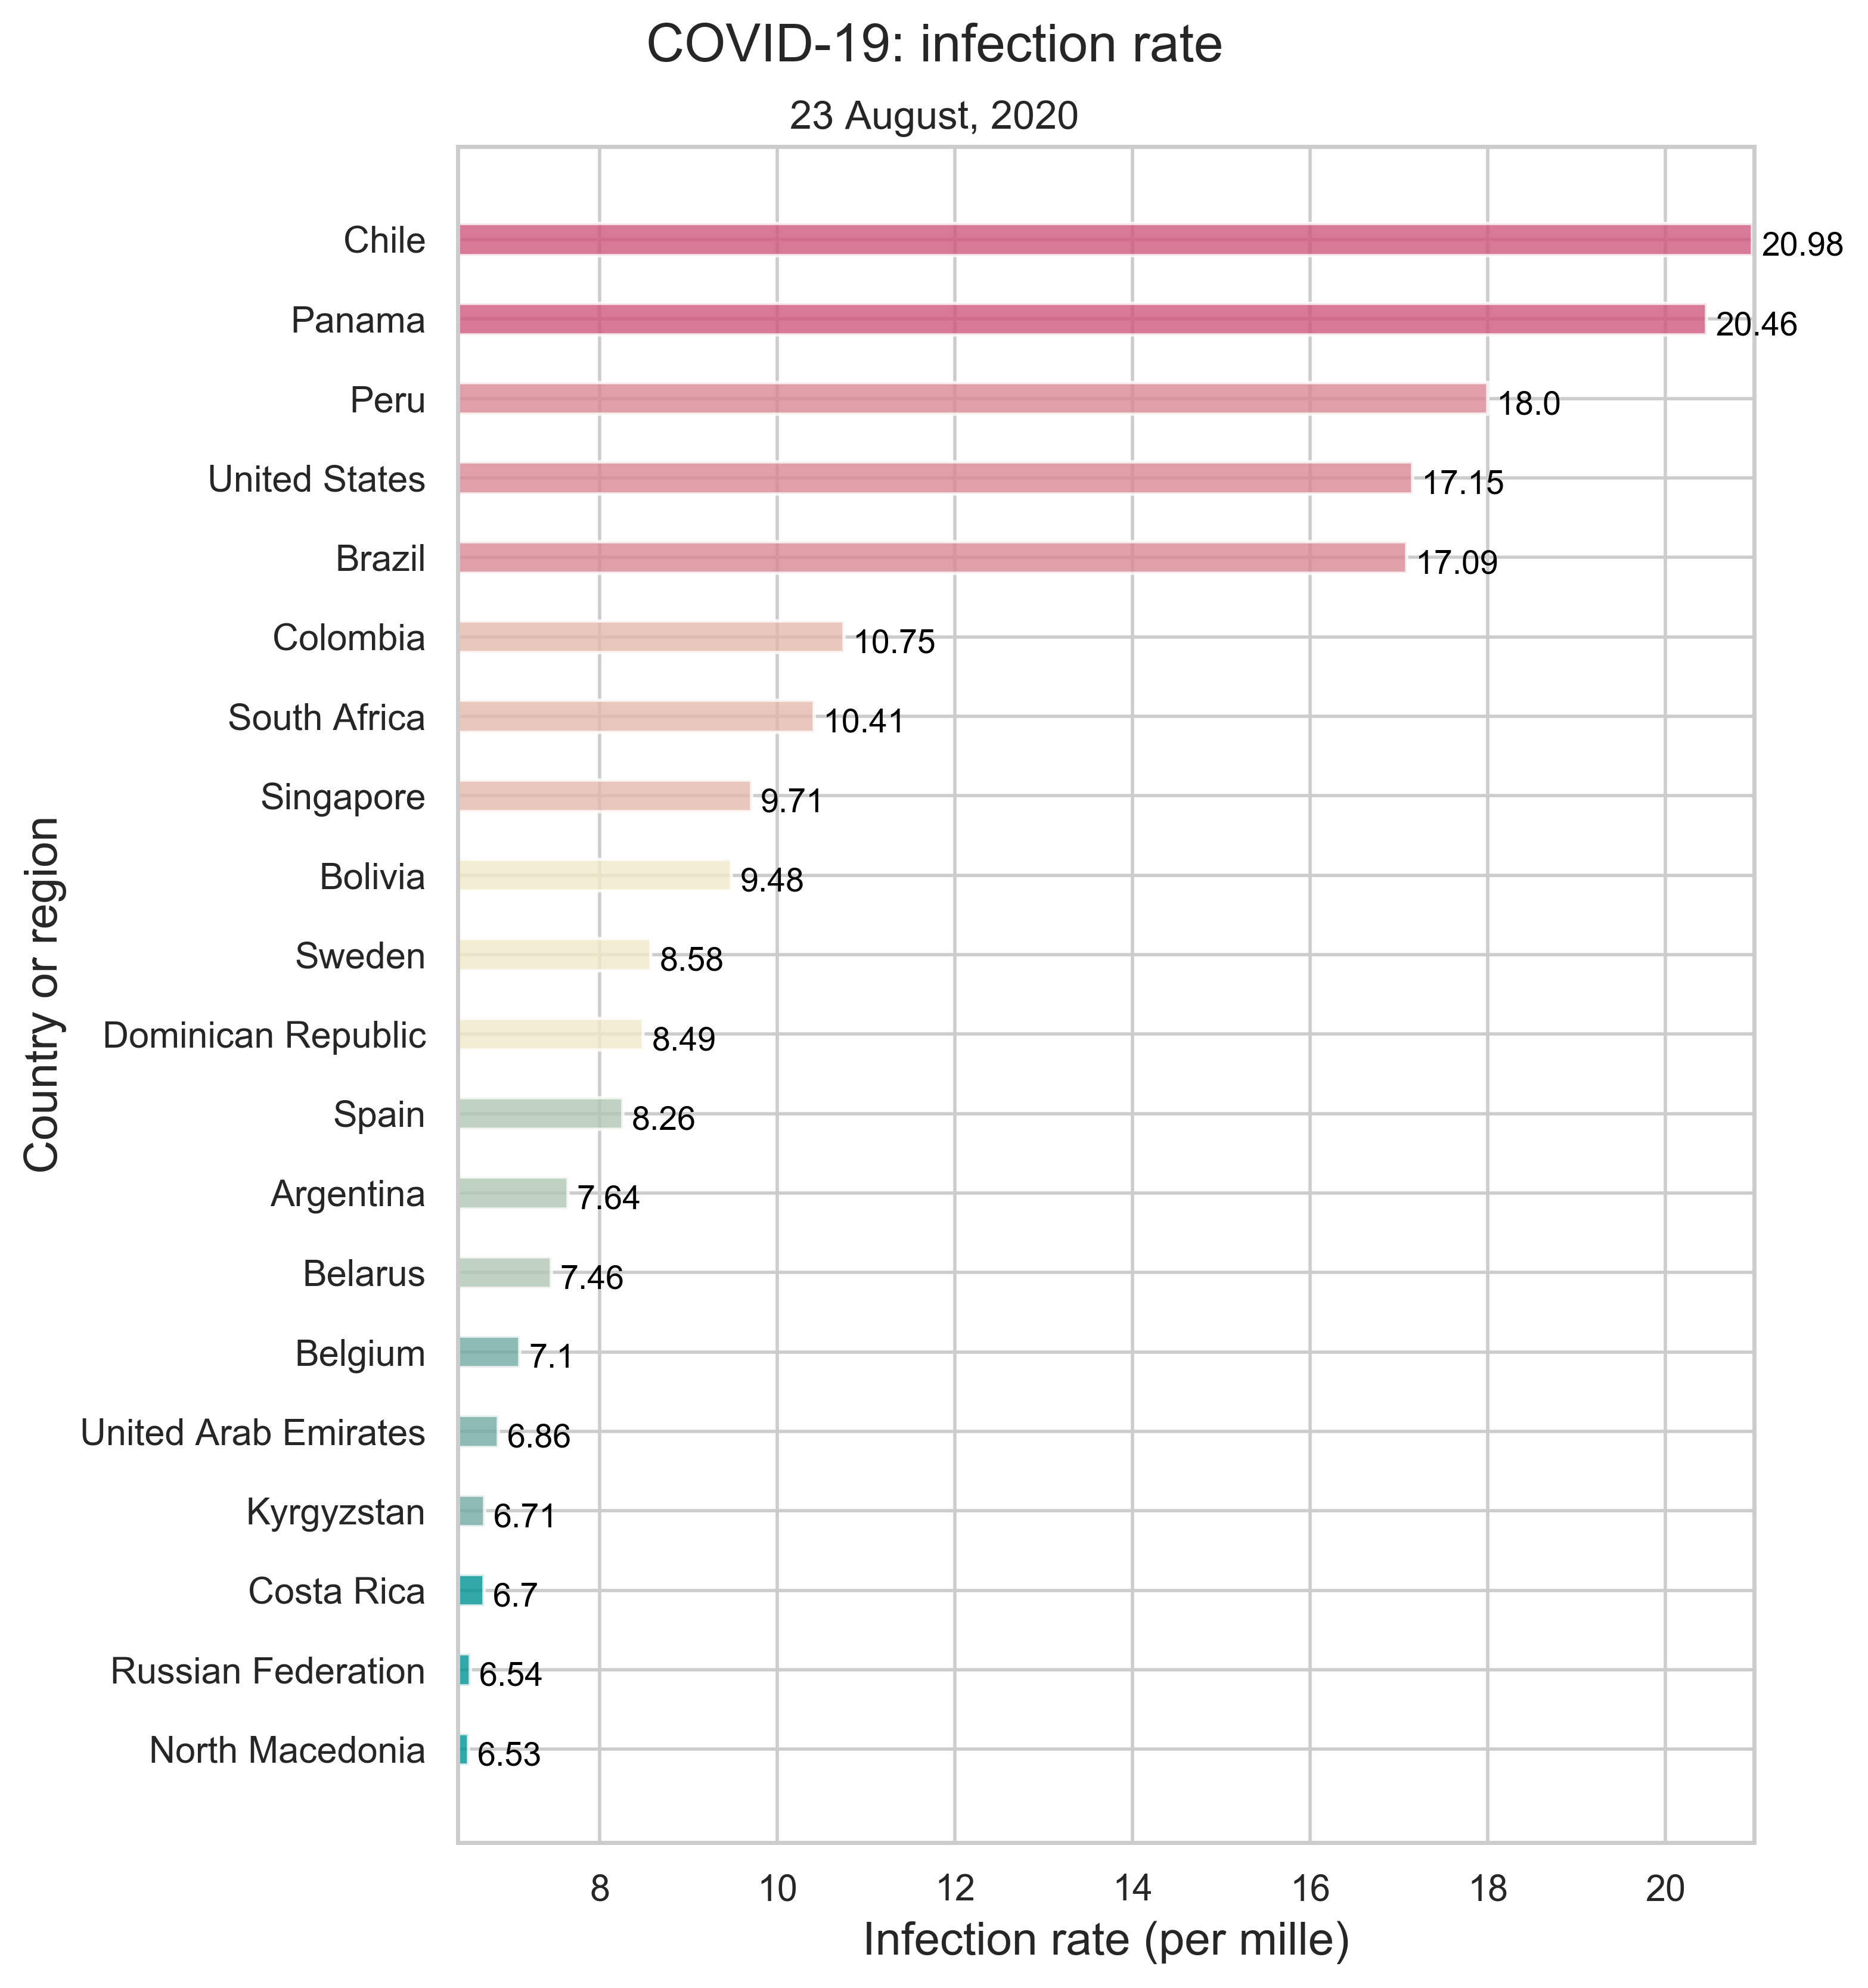 COVID-19: infection rate
23 August, 2020
Country or region
Chile 20.98
Panama 20.46
Peru 18.0
United States 17.15
Brazil 17.09
Colombia 10.75
South Africa 10.41
Singapore 9.71
Bolivia 9.48
Sweden 8.58
Dominican Republic 8.49
Spain 8.26
Argentina 7.64
Belarus 7.46
Belgium 7.1
United Arab Emirates 6.86
Kyrgyzstan 6.71
Costa Rica 6.7
Russian Federation 6.54
North Macedonia 6.53
8 10 12 14 16 18 20
Infection rate (per mille)